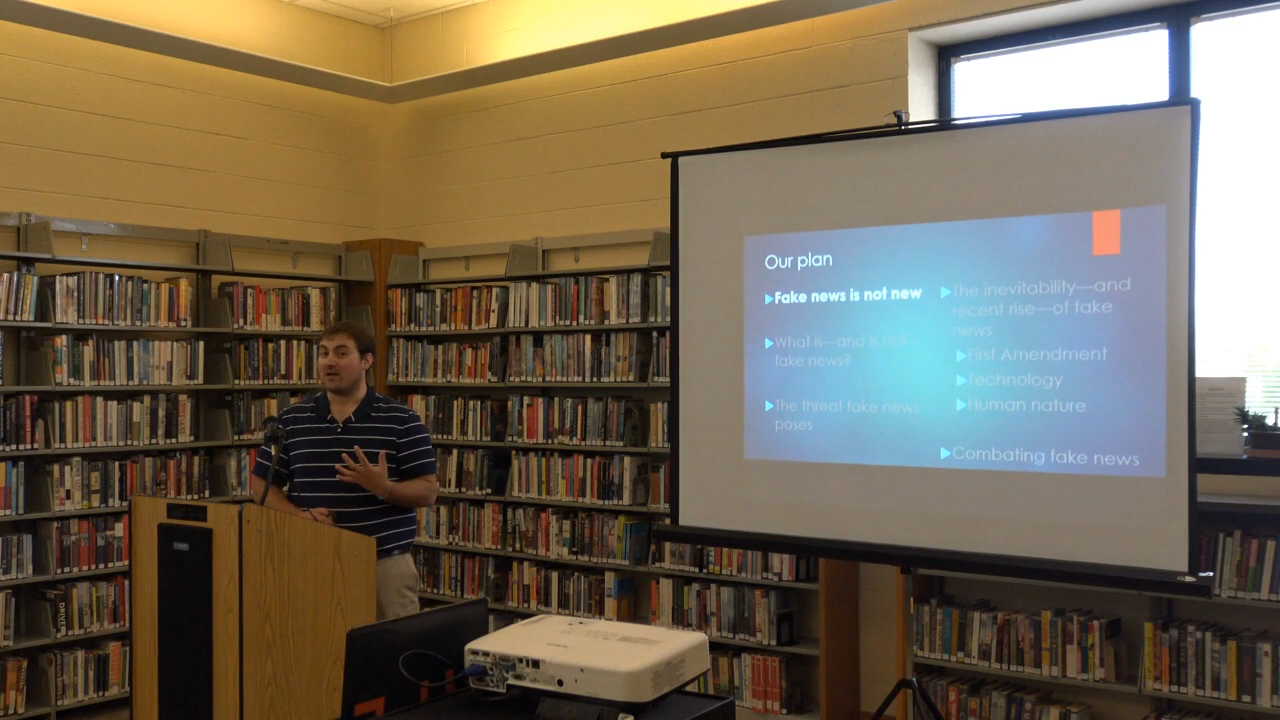 Our plan
Fake news is not new
What is—and is not
fake news?
The threat fake news
poses
The inevitability—and
recent rise—of fake
news
First Amendment
Technology
Human nature
Combating fake news